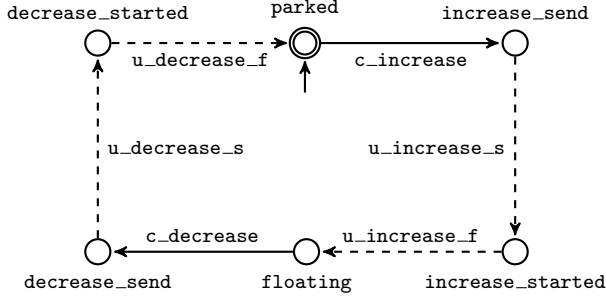 decrease_started
parked
increase_send
u_decrease_f
c_increase
u_decrease_s
u_increase_s
c_decrease
u_increase_f
decrease_send
floating
increase_started